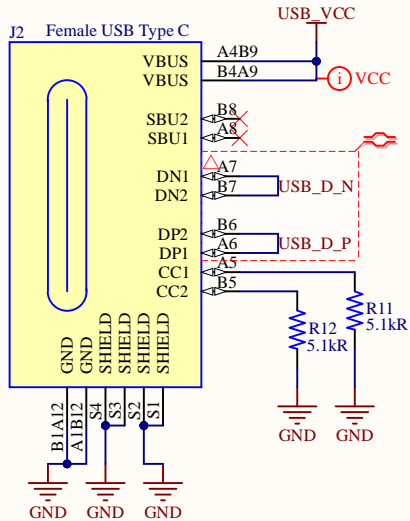 USB_VCC
J2 Female USB Type C
VBUS A4B9
VBUS B4A9
i VCC
SBU2 B8
SBU1 A8
DN1 A7
DN2 B7
USB_D_N
DP2 B6
DP1 A6
USB_D_P
CC1 A5
CC2 B5
R11
5.1kR
R12
5.1kR
GND
GND
SHIELD
SHIELD
SHIELD
SHIELD
B1A12
A1B12
S4
S3
S2
S1
GND GND
GND GND GND